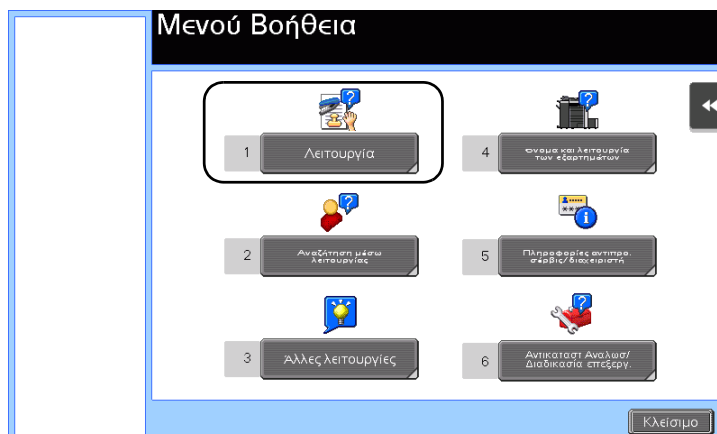 Μενού Βοήθεια
1 Λειτουργία
4 Όνομα και λειτουργία
των εξαρτημάτων
2 Αναζήτηση μέσω
λειτουργίας
5 Πληροφορίες αντιπρο.
σέρβις/διαχειριστή
3 Άλλες λειτουργίες
6 Αντικαταστ Αναλωσ/
Διαδικασία επεξεργ.
Κλείσιμο